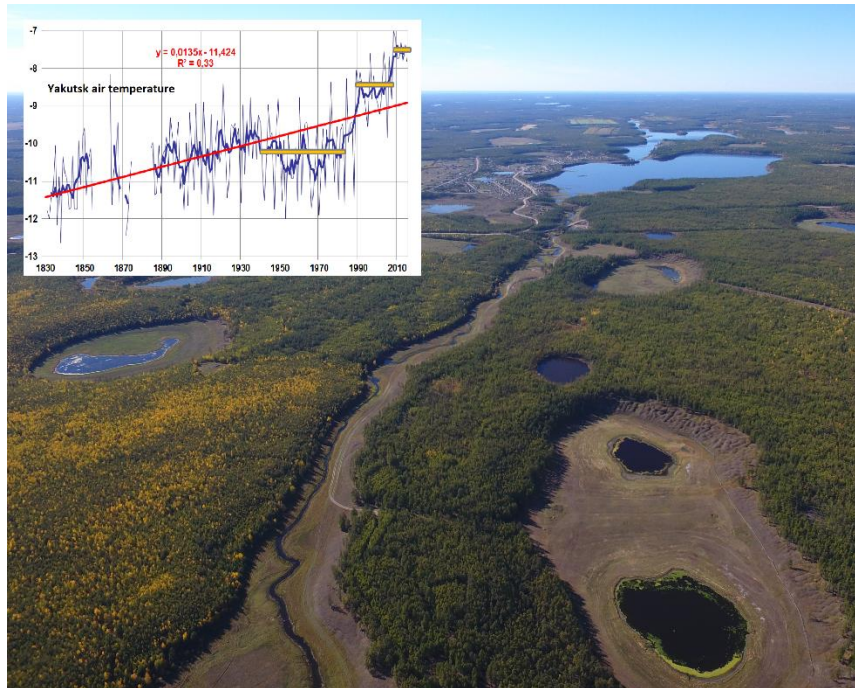 -7
y = 0,0135x - 11,424
R² = 0,33
-8
Yakutsk air temperature
-9
-10
-11
-12
-13
1830 1850 1870 1890 1910 1930 1950 1970 1990 2010